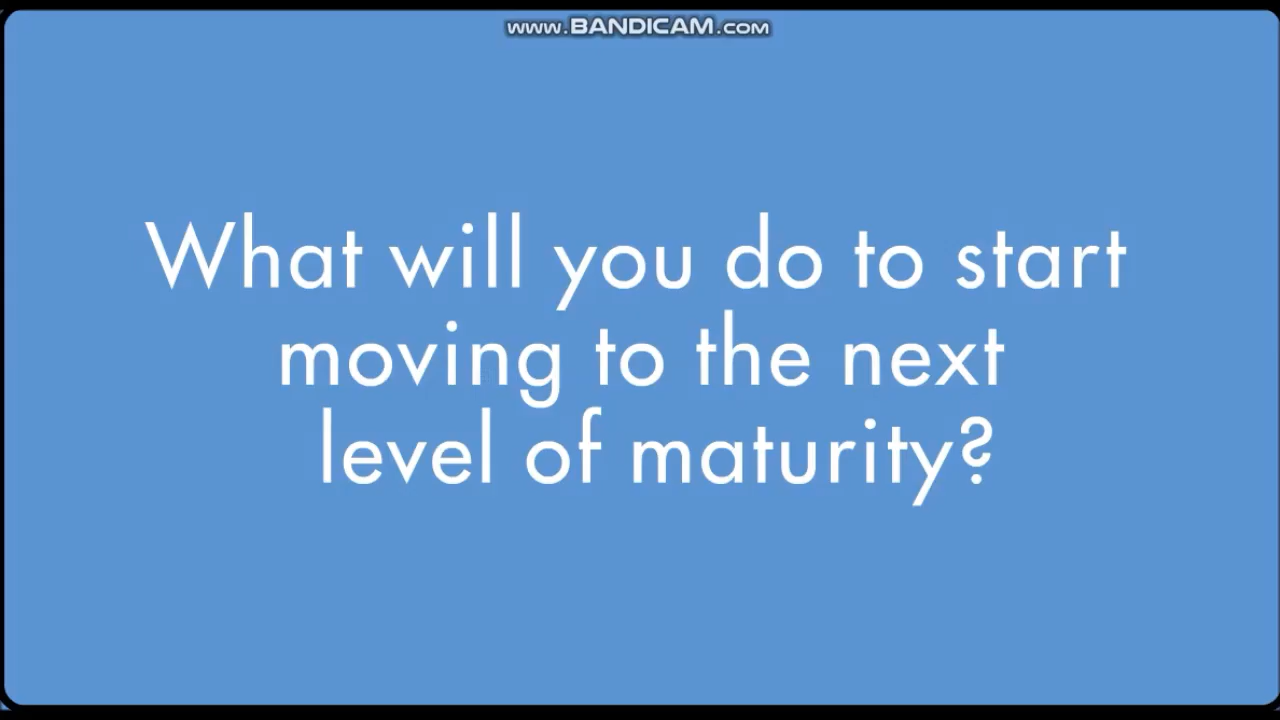 www.BANDICAM.com
What will you do to start
moving to the next
level of maturity?